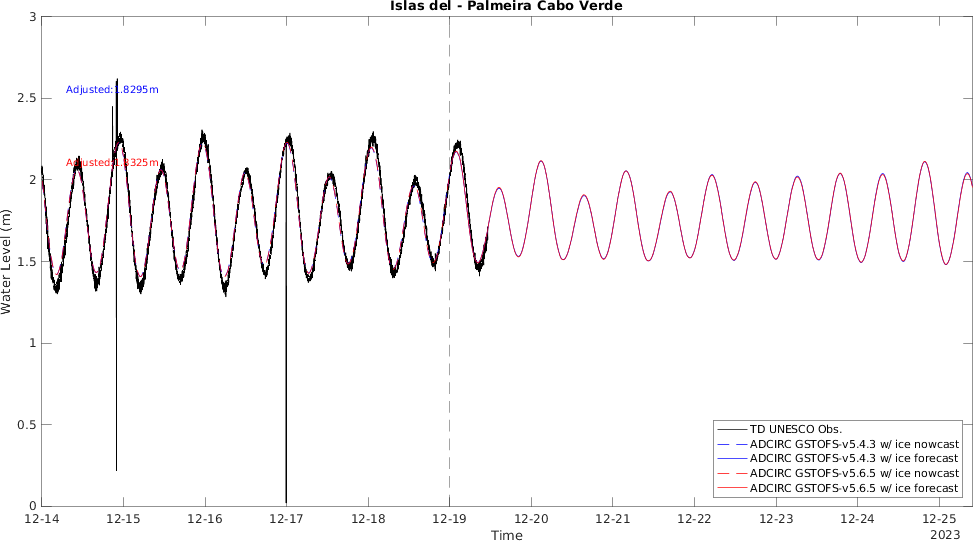 Islas del - Palmeira Cabo Verde
3
2.5
2
1.5
1
0.5
0
Water Level (m)
Adjusted:1.8295m
Adjusted:1.8325m
TD UNESCO Obs.
ADCIRC GSTOFS-v5.4.3 w/ ice nowcast
ADCIRC GSTOFS-v5.4.3 w/ ice forecast
ADCIRC GSTOFS-v5.6.5 w/ ice nowcast
ADCIRC GSTOFS-v5.6.5 w/ ice forecast
12-14 12-15 12-16 12-17 12-18 12-19 12-20 12-21 12-22 12-23 12-24 12-25
Time
2023